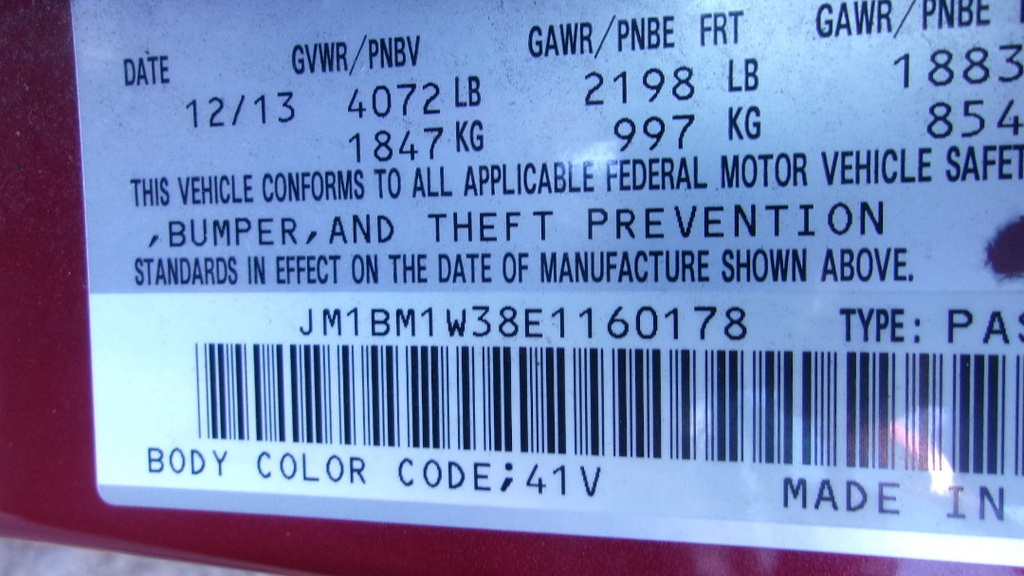 DATE GVWR/PNBV GAWR/PNBE FRT GAWR/PNBE
12/13 4072 LB 2198 LB 1883
1847 KG 997 KG 854
THIS VEHICLE CONFORMS TO ALL APPLICABLE FEDERAL MOTOR VEHICLE SAFET
,BUMPER,AND THEFT PREVENTION
STANDARDS IN EFFECT ON THE DATE OF MANUFACTURE SHOWN ABOVE.
JM1BM1W38E1160178 TYPE: PAS
BODY COLOR CODE;41V
MADE IN